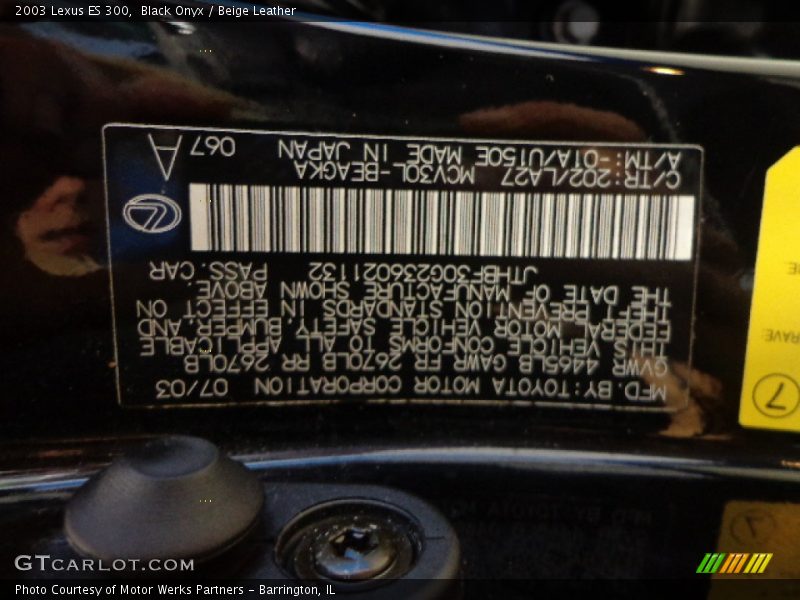 2003 Lexus ES 300, Black Onyx / Beige Leather
MFD.BY:TOYOTA MOTOR CORPORATION 07/03
GVWR 4465LB GAWR FR 2670LB RR 2670LB
THIS VEHICLE CONFORMS TO ALL APPLICABLE
FEDERAL MOTOR VEHICLE SAFETY, BUMPER, AND
THEFT PREVENTION STANDARDS IN EFFECT ON
THE DATE OF MANUFACTURE SHOWN ABOVE.
JTHBF30G236021132 PASS. CAR
C/TR:202/LA27 MCV30L-BEAGKA
A/TM:-01A/U150E MADE IN JAPAN
067 A
7
GTCARLOT.COM
Photo Courtesy of Motor Werks Partners - Barrington, IL